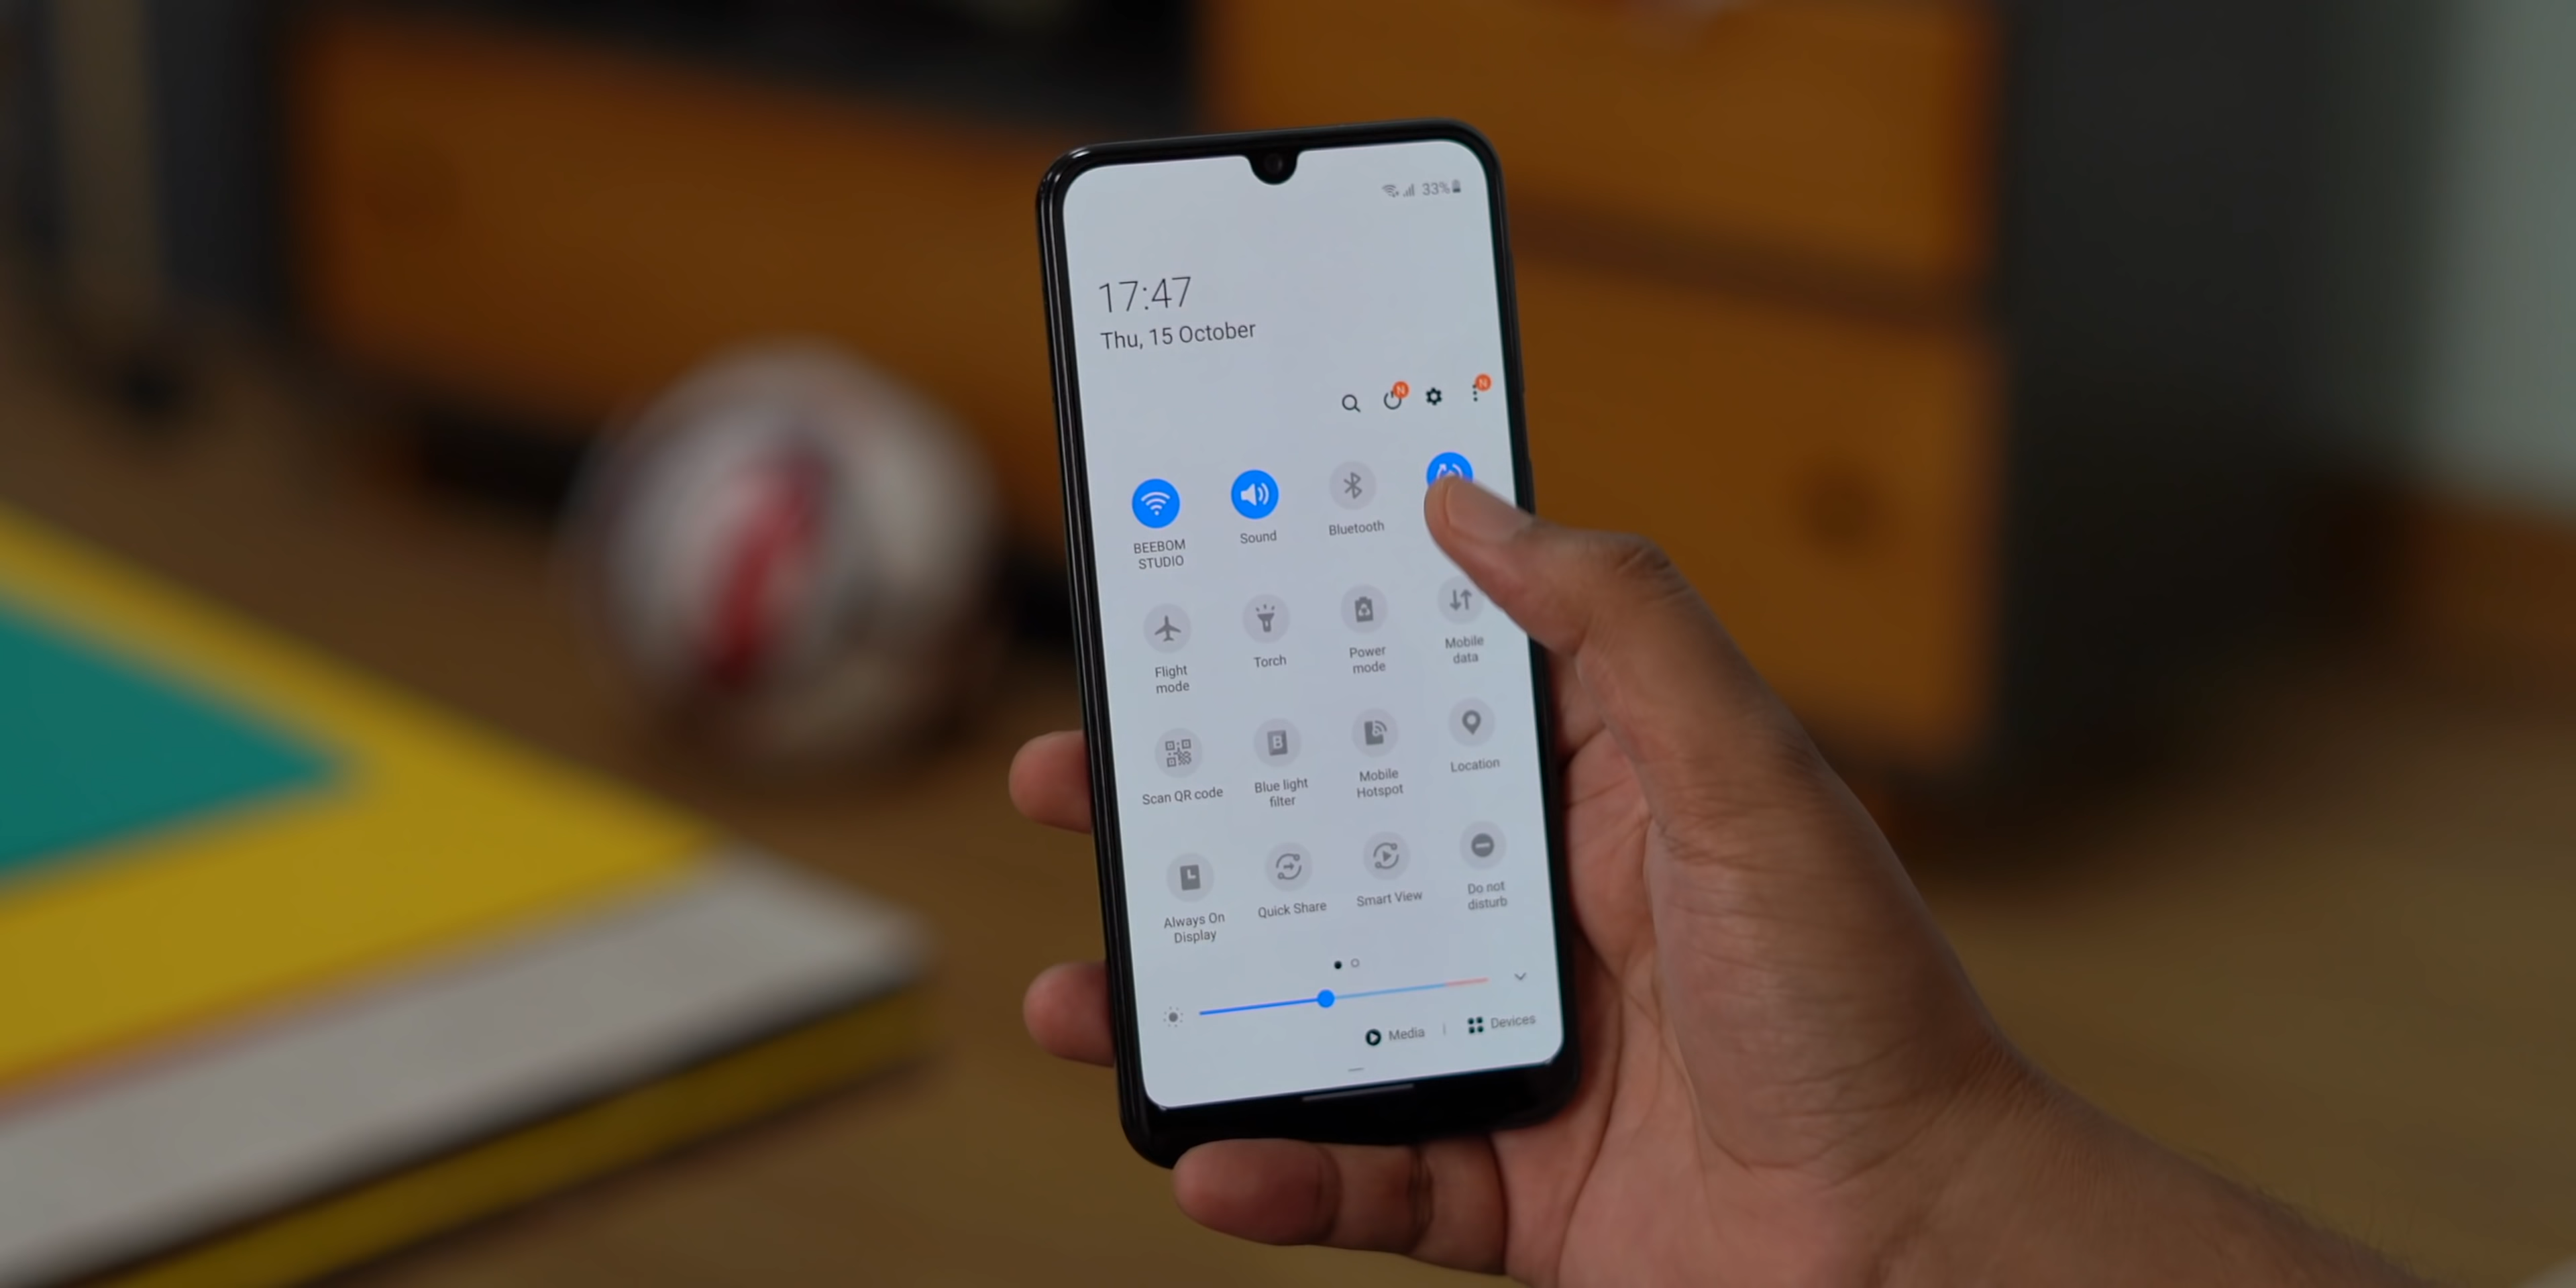 33%
17:47
Thu, 15 October
N
N
BEEBOM
STUDIO
Sound
Bluetooth
Flight
mode
Torch
Power
mode
Mobile
data
Scan QR code
B
Blue light
filter
Mobile
Hotspot
Location
Always On
Display
Quick Share
Smart View
Do not
disturb
Media
Devices